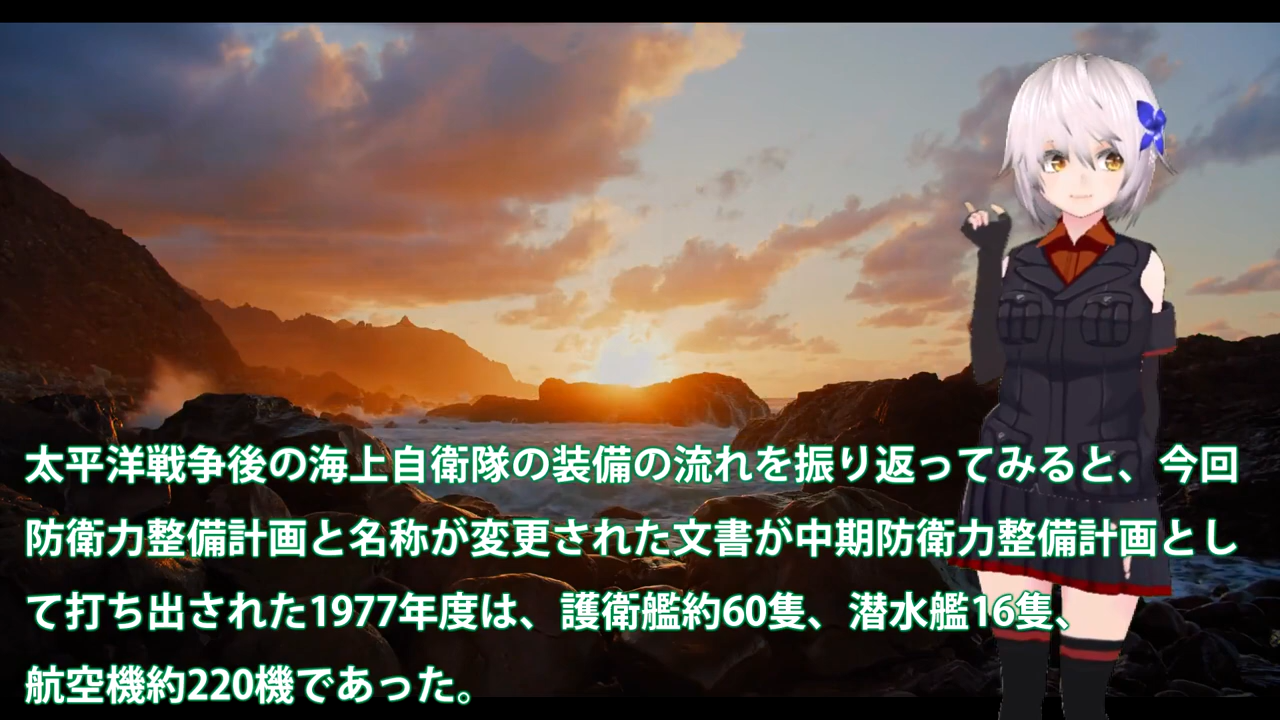 太平洋戦争後の海上自衛隊の装備の流れを振り返ってみると、今回
防衛力整備計画と名称が変更された文書が中期防衛力整備計画とし
て打ち出された1977年度は、護衛艦約60隻、潜水艦16隻、
航空機約220機であった。